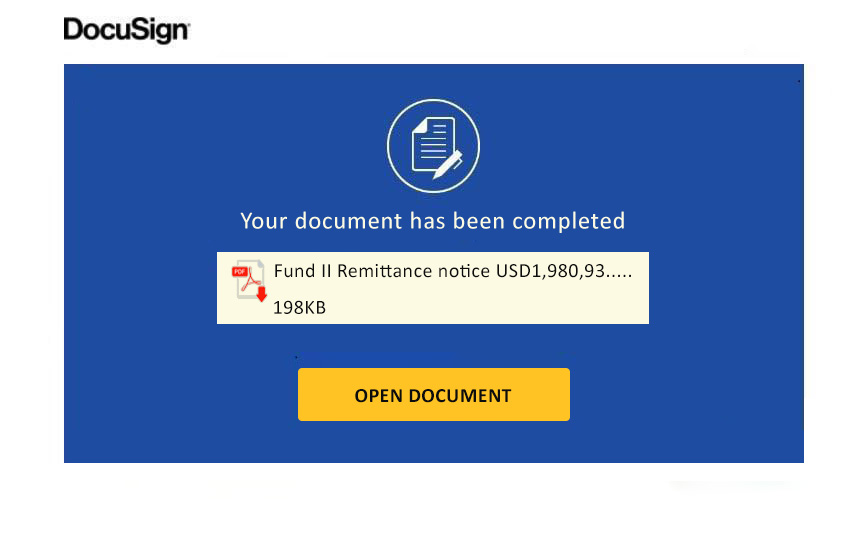 DocuSign
Your document has been completed
PDF
Fund II Remittance notice USD1,980,93.....
198KB
OPEN DOCUMENT